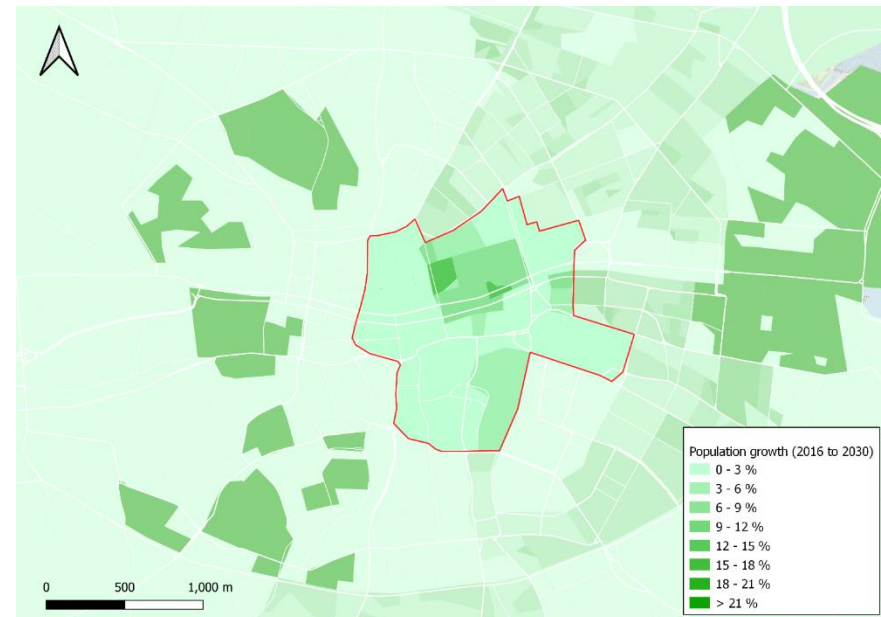 Population growth (2016 to 2030)
0 - 3 %
3 - 6 %
6 - 9 %
9 - 12 %
12 - 15 %
15 - 18 %
18 - 21 %
> 21 %
0 500 1,000 m